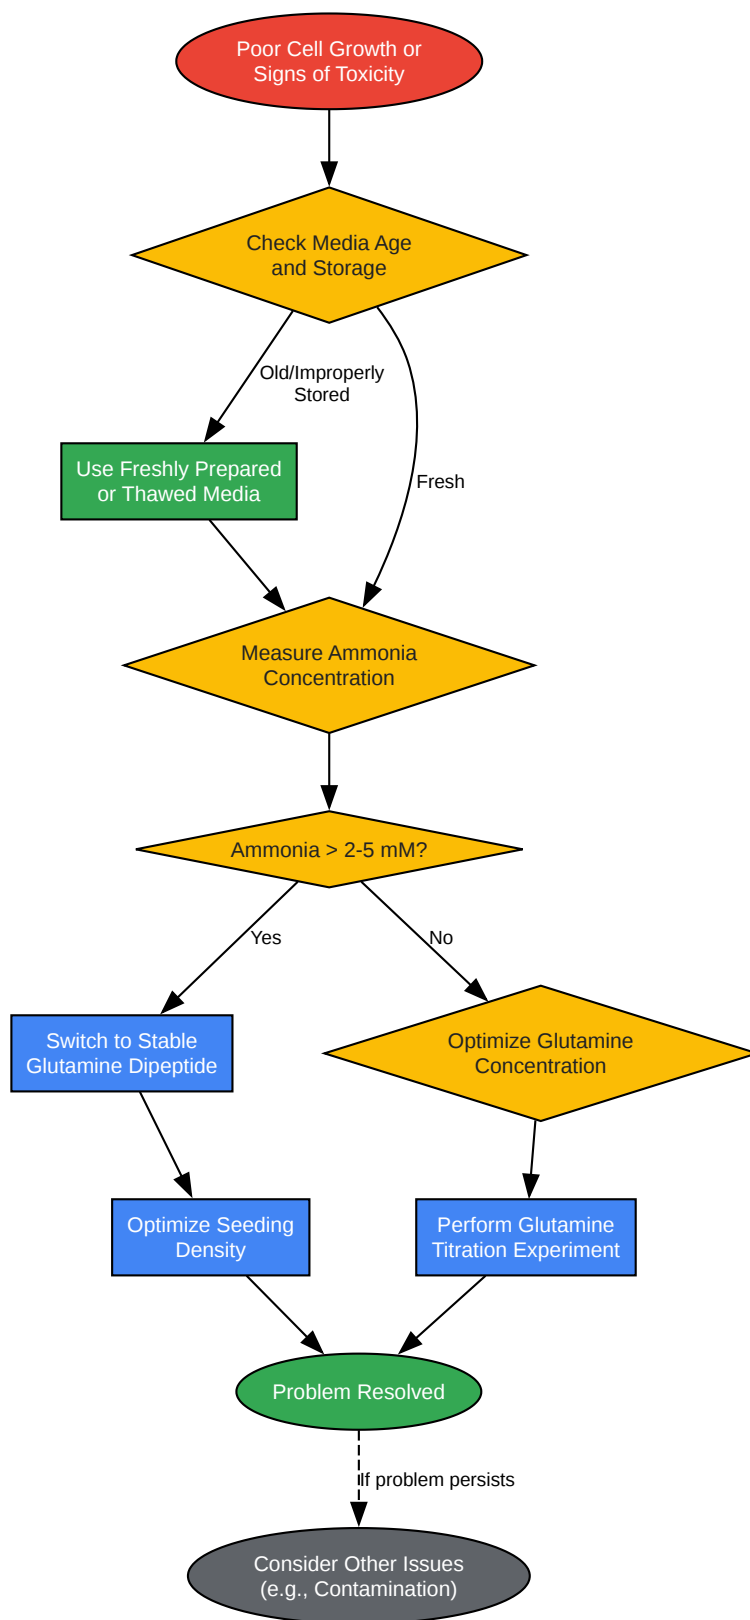 Poor Cell Growth or
Signs of Toxicity
Check Media Age
and Storage
Old/Improperly
Stored
Use Freshly Prepared
or Thawed Media
Fresh
Measure Ammonia
Concentration
Ammonia > 2-5 mM?
Yes
No
Switch to Stable
Glutamine Dipeptide
Optimize Glutamine
Concentration
Optimize Seeding
Density
Perform Glutamine
Titration Experiment
Problem Resolved
If problem persists
Consider Other Issues
(e.g., Contamination)